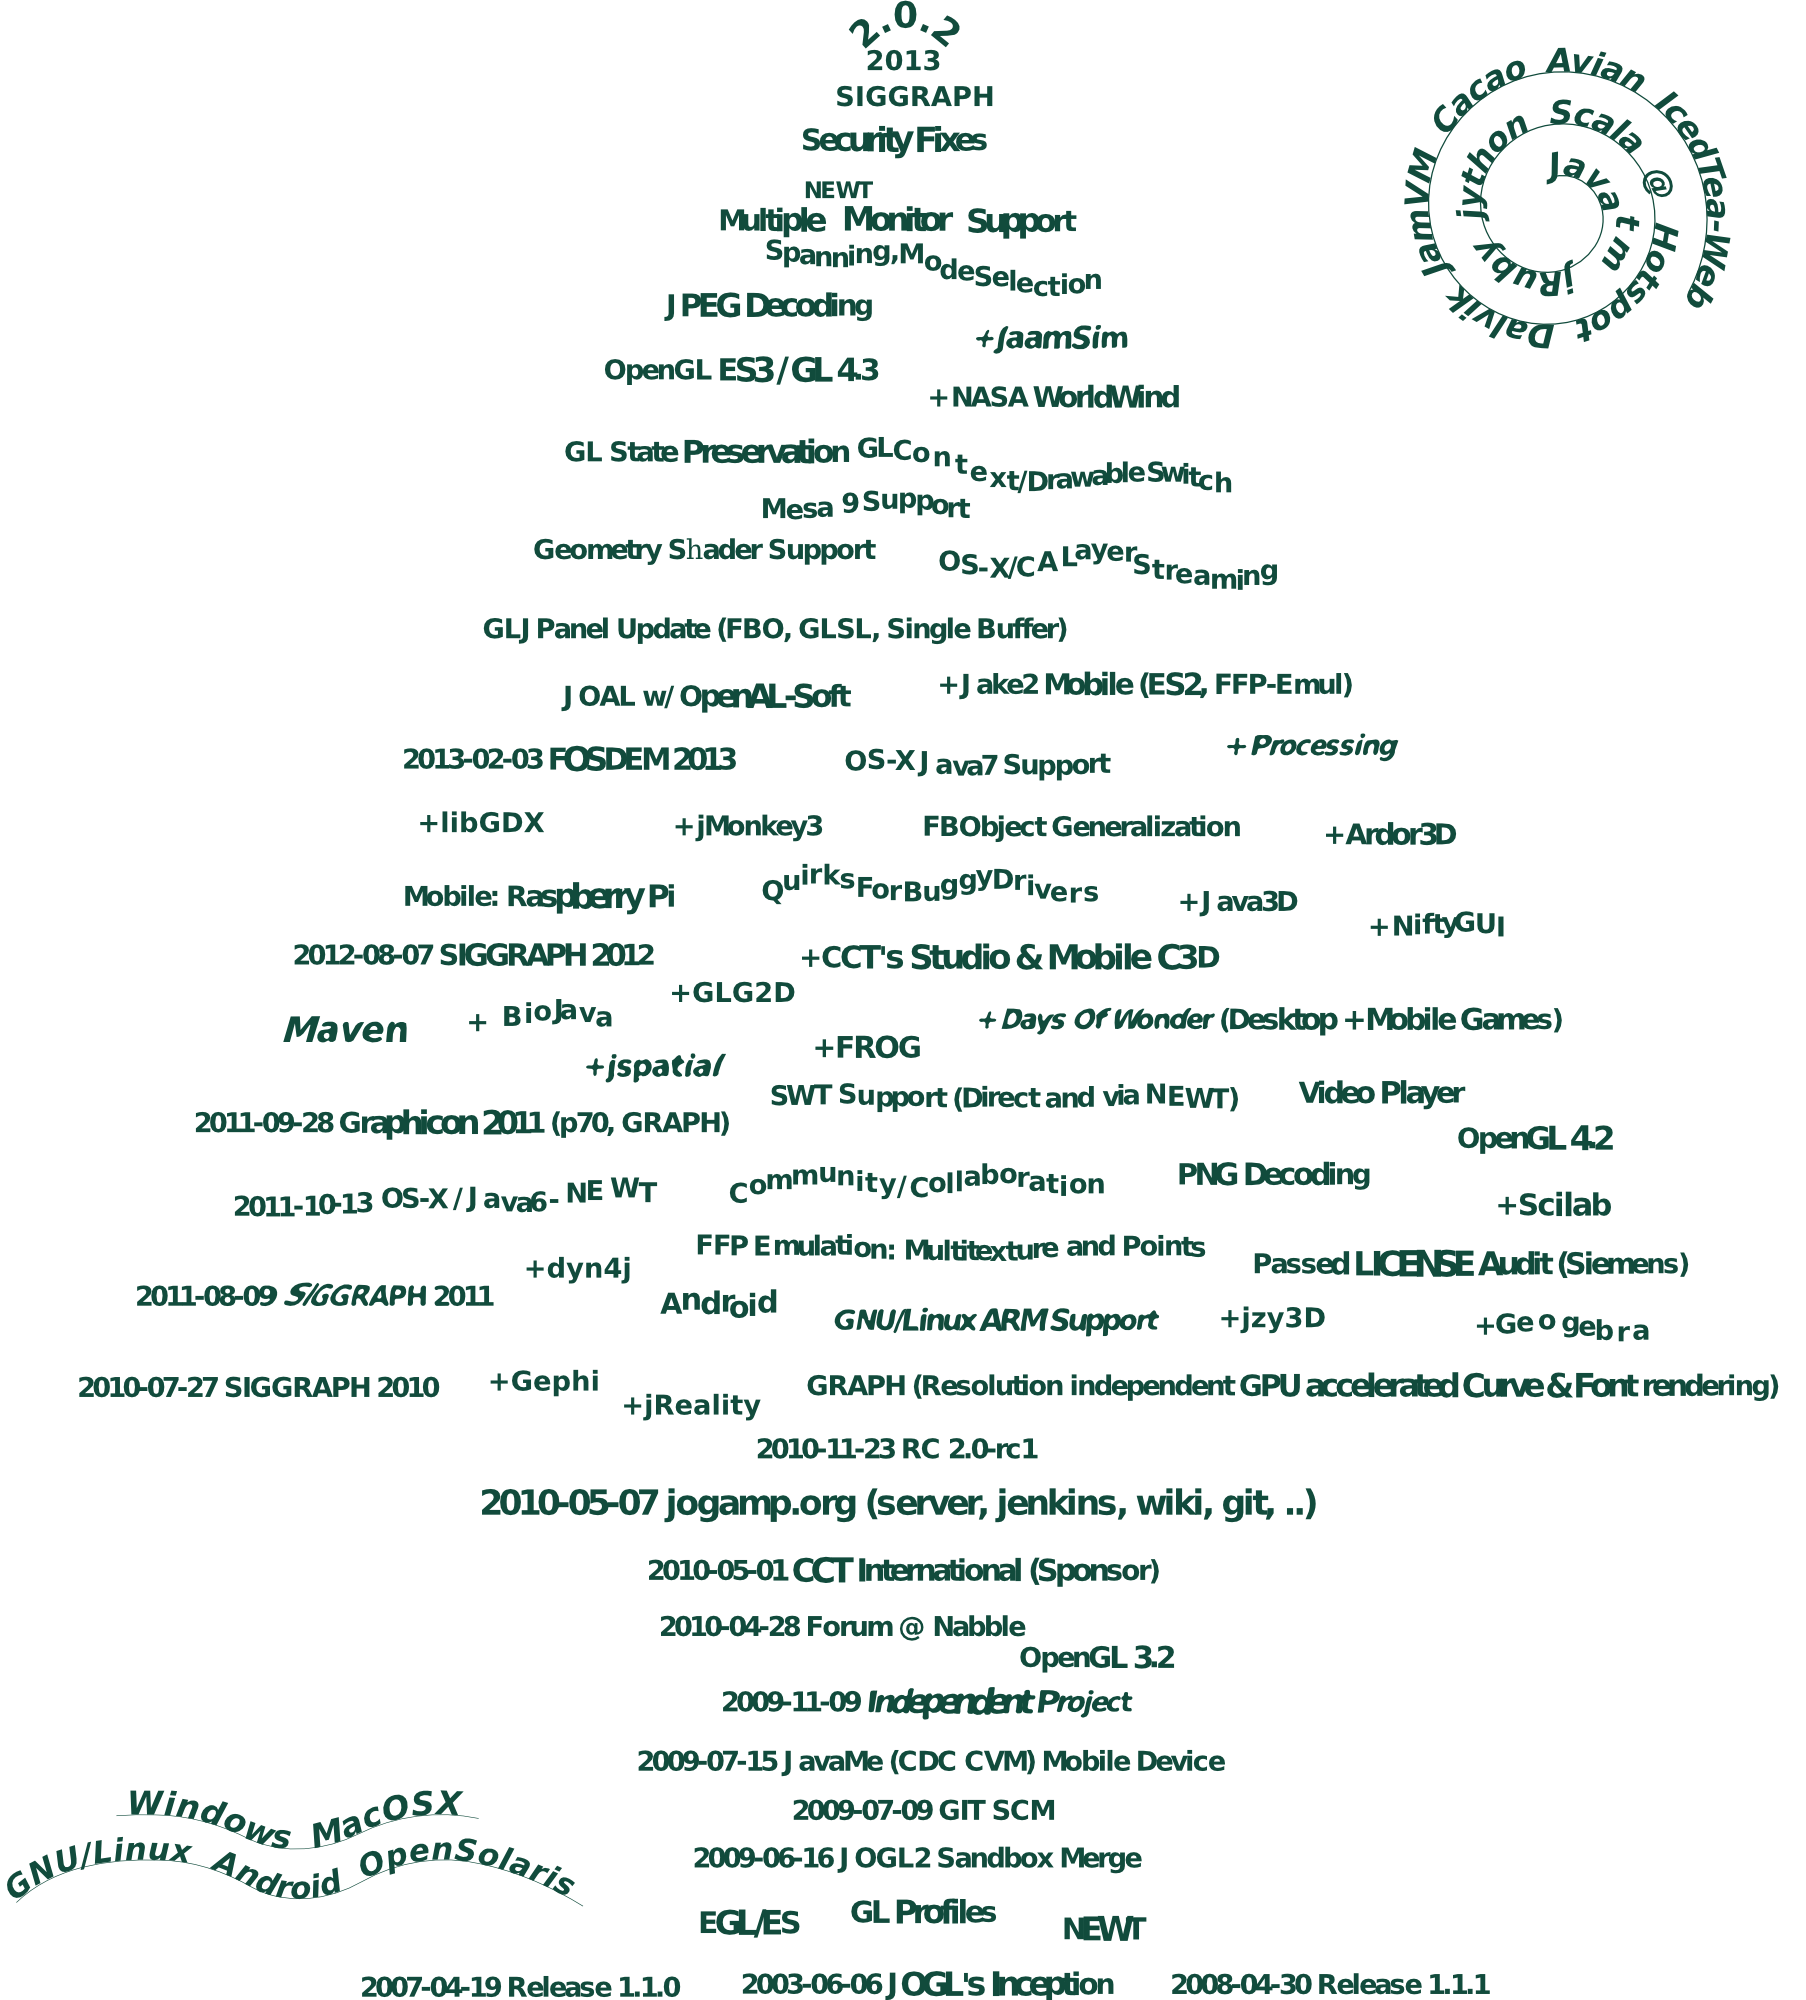 2.0.2
2013
SIGGRAPH
Security Fixes
NEWT
Multiple Monitor Support
Spanning,ModeSelection
JPEG Decoding
+JaamSim
OpenGL ES3 / GL 4.3
+NASA WorldWind
GL State Preservation GLContext/DrawableSwitch
Mesa 9 Support
Geometry Shader Support
OS-X/CALayerStreaming
GLJPanel Update (FBO, GLSL, Single Buffer)
JOAL w/ OpenAL-Soft
+Jake2 Mobile (ES2, FFP-Emul)
2013-02-03 FOSDEM 2013
OS-X Java7 Support
+Processing
+libGDX
+jMonkey3
FBObject Generalization
+Ardor3D
Mobile: Raspberry Pi
QuirksForBuggyDrivers
+Java3D
+NiftyGUI
2012-08-07 SIGGRAPH 2012
+CCT's Studio & Mobile C3D
+GLG2D
Maven
+ BioJava
+Days Of Wonder (Desktop +Mobile Games)
+jspatial
+FROG
SWT Support (Direct and via NEWT)
Video Player
2011-09-28 Graphicon 2011 (p70, GRAPH)
OpenGL 4.2
2011-10-13 OS-X / Java6 - NEWT
Community/Collaboration
PNG Decoding
+Scilab
FFP Emulation: Multitexture and Points
Passed LICENSE Audit (Siemens)
+dyn4j
2011-08-09 SIGGRAPH 2011
Android
GNU/Linux ARM Support
+jzy3D
+Geogebra
2010-07-27 SIGGRAPH 2010
+Gephi
+jReality
GRAPH (Resolution independent GPU accelerated Curve & Font rendering)
2010-11-23 RC 2.0-rc1
2010-05-07 jogamp.org (server, jenkins, wiki, git, ..)
2010-05-01 CCT International (Sponsor)
2010-04-28 Forum @ Nabble
OpenGL 3.2
2009-11-09 Independent Project
2009-07-15 JavaMe (CDC CVM) Mobile Device
2009-07-09 GIT SCM
2009-06-16 JOGL2 Sandbox Merge
EGL/ES
GL Profiles
NEWT
2007-04-19 Release 1.1.0
2003-06-06 JOGL's Inception
2008-04-30 Release 1.1.1
Java tm jRuby jython Scala @ Hotspot Dalvik JamVM Cacao Avian IcedTea-Web
Windows MacOSX
GNU/Linux Android OpenSolaris